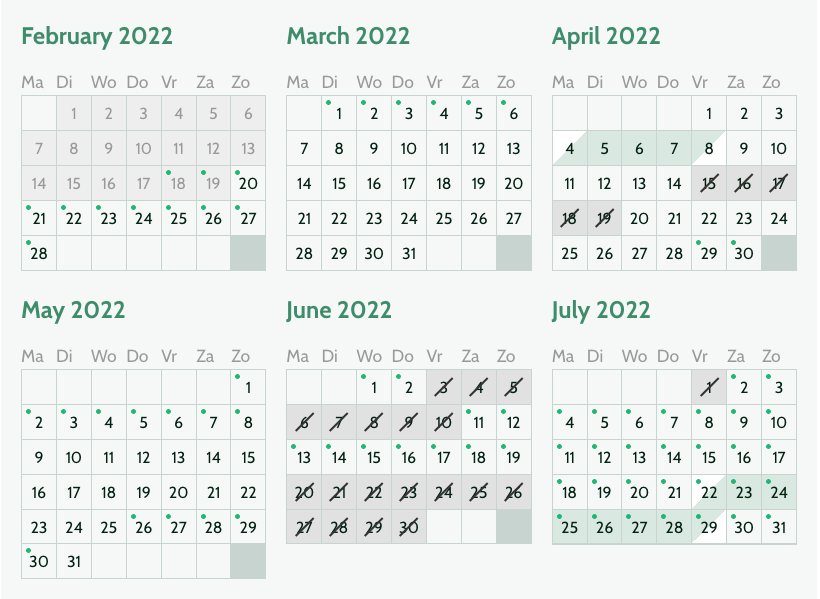 February 2022
Ma Di Wo Do Vr Za Zo
1 2 3 4 5 6
7 8 9 10 11 12 13
14 15 16 17 18 19 20
21 22 23 24 25 26 27
28
March 2022
Ma Di Wo Do Vr Za Zo
1 2 3 4 5 6
7 8 9 10 11 12 13
14 15 16 17 18 19 20
21 22 23 24 25 26 27
28 29 30 31
April 2022
Ma Di Wo Do Vr Za Zo
1 2 3
4 5 6 7 8 9 10
11 12 13 14 15 16 17
18 19 20 21 22 23 24
25 26 27 28 29 30
May 2022
Ma Di Wo Do Vr Za Zo
1
2 3 4 5 6 7 8
9 10 11 12 13 14 15
16 17 18 19 20 21 22
23 24 25 26 27 28 29
30 31
June 2022
Ma Di Wo Do Vr Za Zo
1 2 3 4 5
6 7 8 9 10 11 12
13 14 15 16 17 18 19
20 21 22 23 24 25 26
27 28 29 30
July 2022
Ma Di Wo Do Vr Za Zo
1 2 3
4 5 6 7 8 9 10
11 12 13 14 15 16 17
18 19 20 21 22 23 24
25 26 27 28 29 30 31